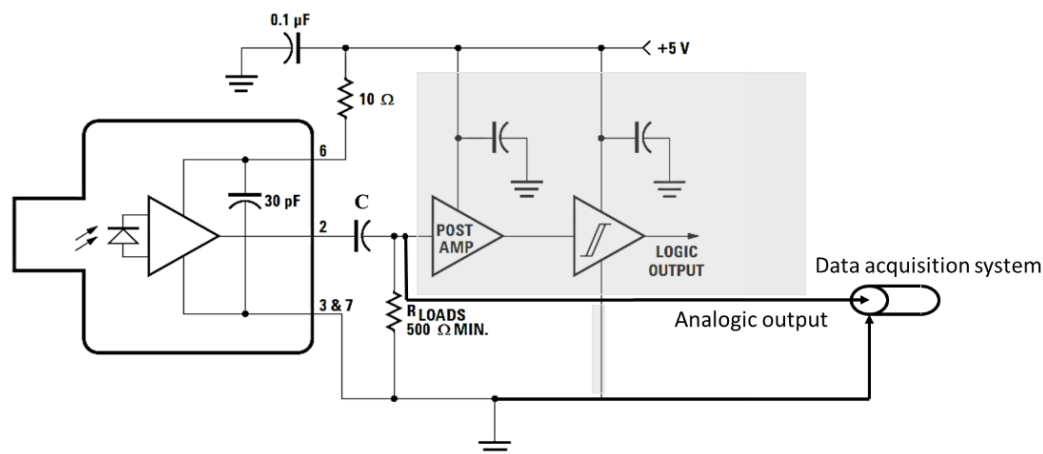 0.1 µF
+5 V
10 Ω
6
30 pF
C
2
POST
AMP
LOGIC
OUTPUT
Data acquisition system
3 & 7
R LOADS
500 Ω MIN.
Analogic output